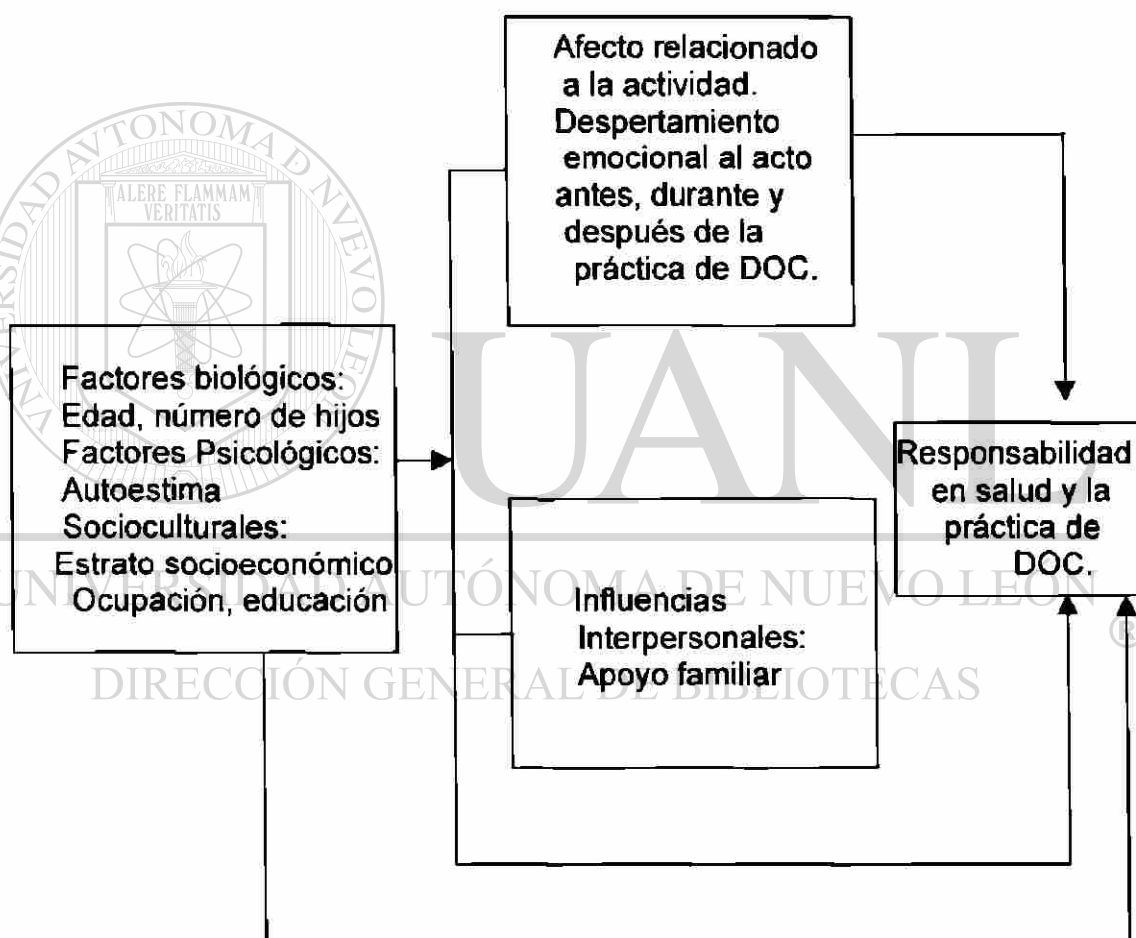 Afecto relacionado
a la actividad.
Despertamiento
emocional al acto
antes, durante y
después de la
práctica de DOC.
Factores biológicos:
Edad, número de hijos
Factores Psicológicos:
Autoestima
Socioculturales:
Estrato socioeconómico
Ocupación, educación
Influencias
Interpersonales:
Apoyo familiar
Responsabilidad
en salud y la
práctica de
DOC.
ALERE FLAMMAM
VERITATIS
UANL
UNIVERSIDAD AUTÓNOMA DE NUEVO LEÓN
®
DIRECCIÓN GENERAL DE BIBLIOTECAS